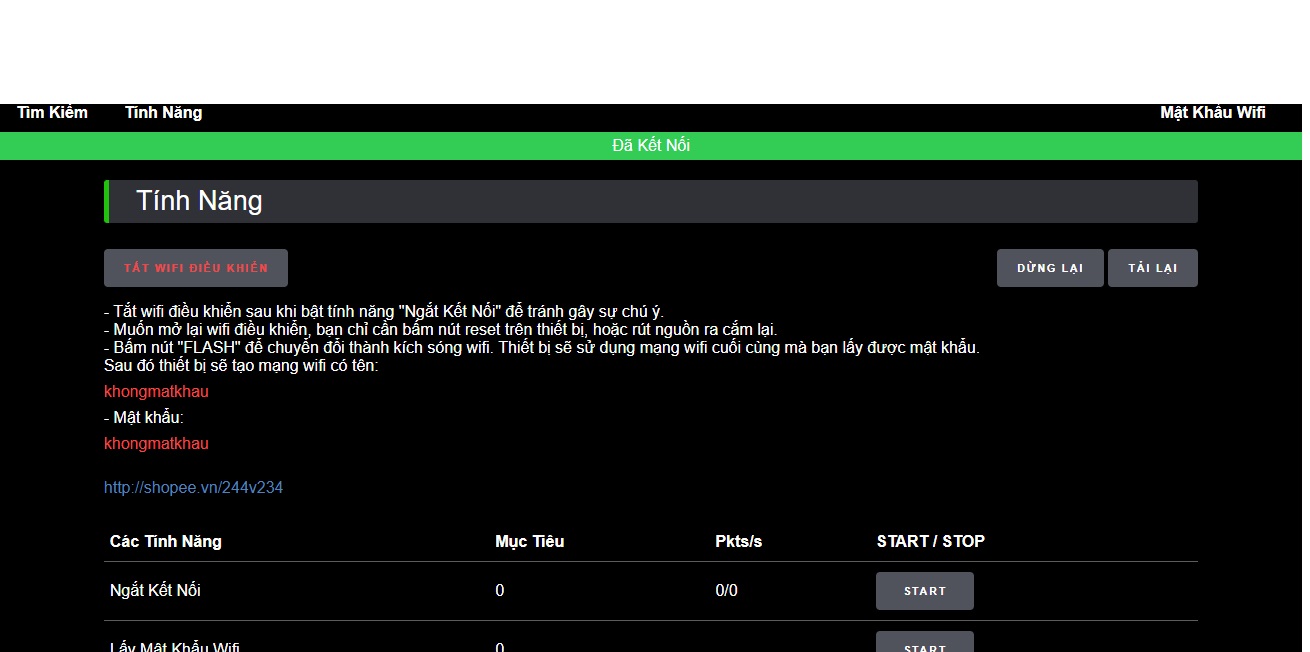 Tìm Kiếm Tính Năng Mật Khẩu Wifi
Đã Kết Nối
Tính Năng
TẮT WIFI ĐIỀU KHIỂN DỪNG LẠI TẢI LẠI
- Tắt wifi điều khiển sau khi bật tính năng "Ngắt Kết Nối" để tránh gây sự chú ý.
- Muốn mở lại wifi điều khiển, bạn chỉ cần bấm nút reset trên thiết bị, hoặc rút nguồn ra cắm lại.
- Bấm nút "FLASH" để chuyển đổi thành kích sóng wifi. Thiết bị sẽ sử dụng mạng wifi cuối cùng mà bạn lấy được mật khẩu.
Sau đó thiết bị sẽ tạo mạng wifi có tên:
khongmatkhau
- Mật khẩu:
khongmatkhau
http://shopee.vn/244v234
Các Tính Năng Mục Tiêu Pkts/s START / STOP
Ngắt Kết Nối 0 0/0 START
Lấy Mật Khẩu Wifi 0 START